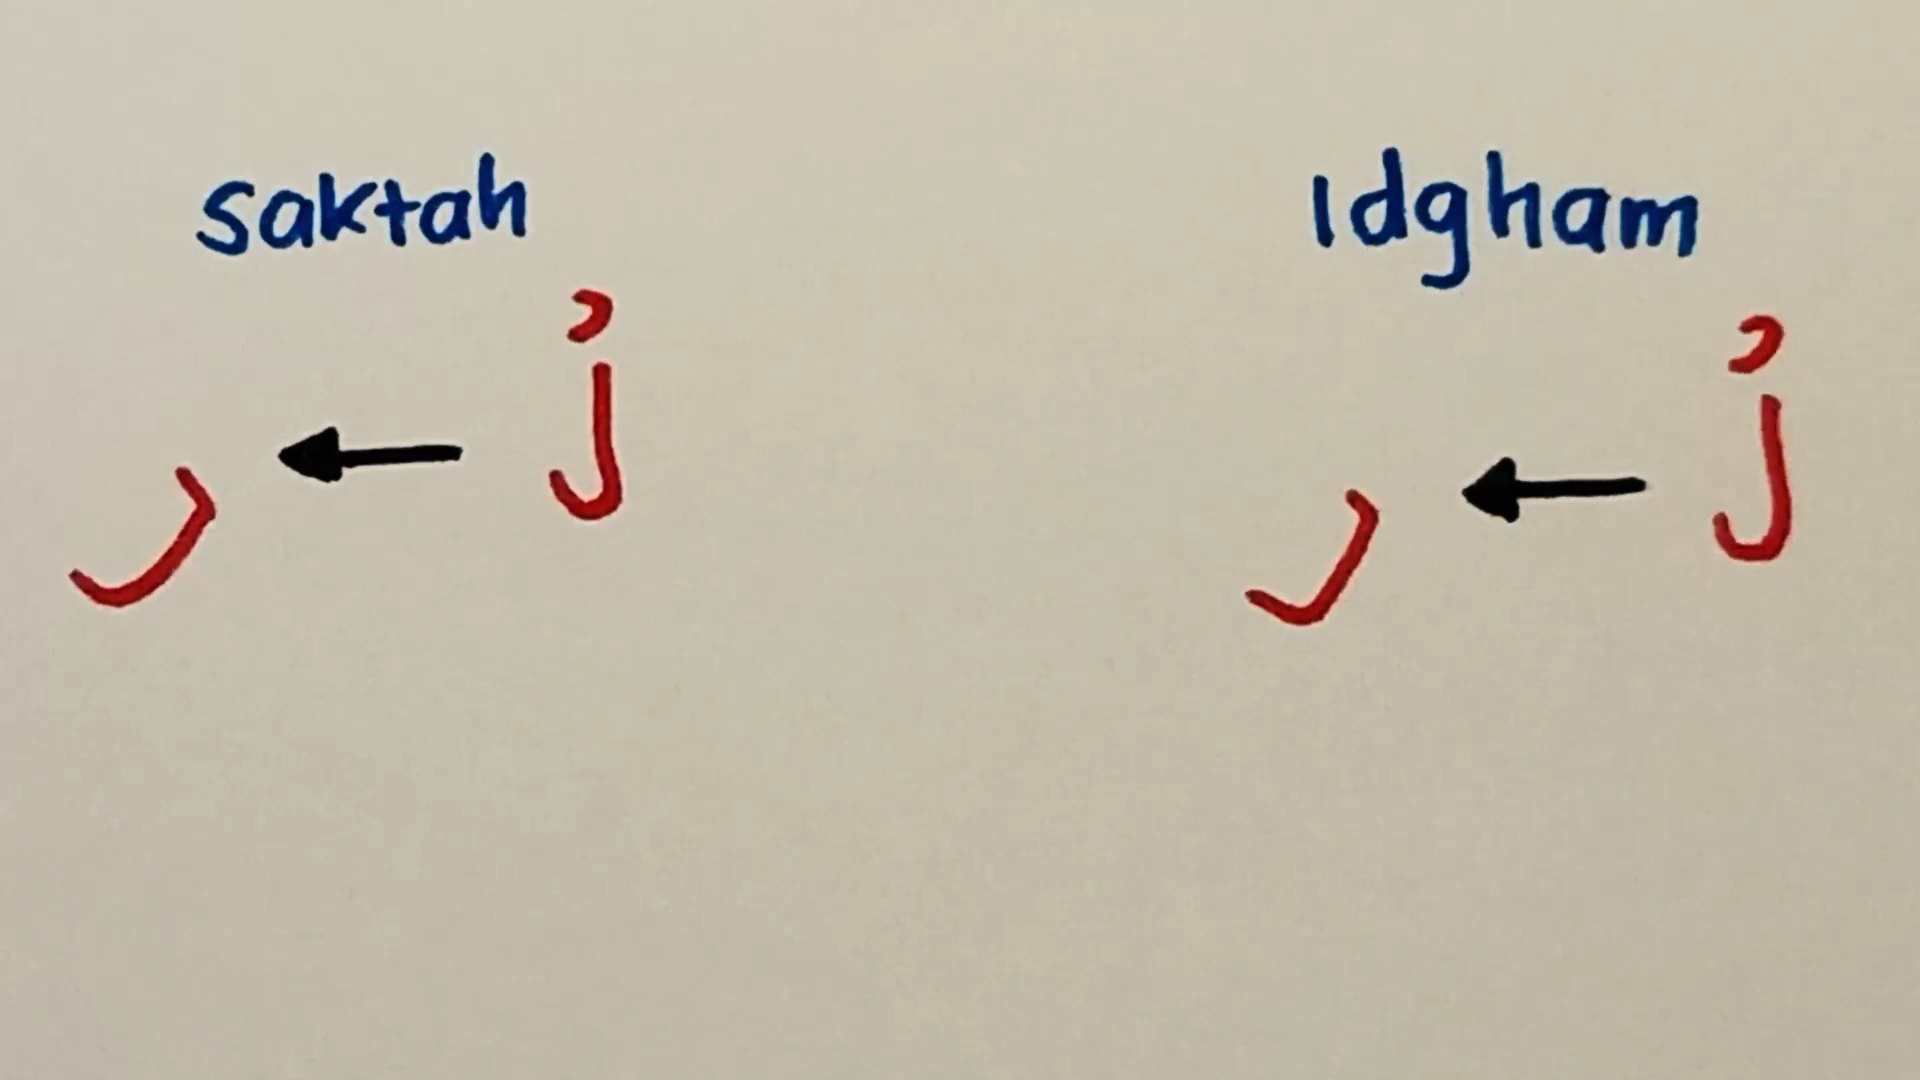 saktah
Idgham
لْ ← ر
لْ ← ر